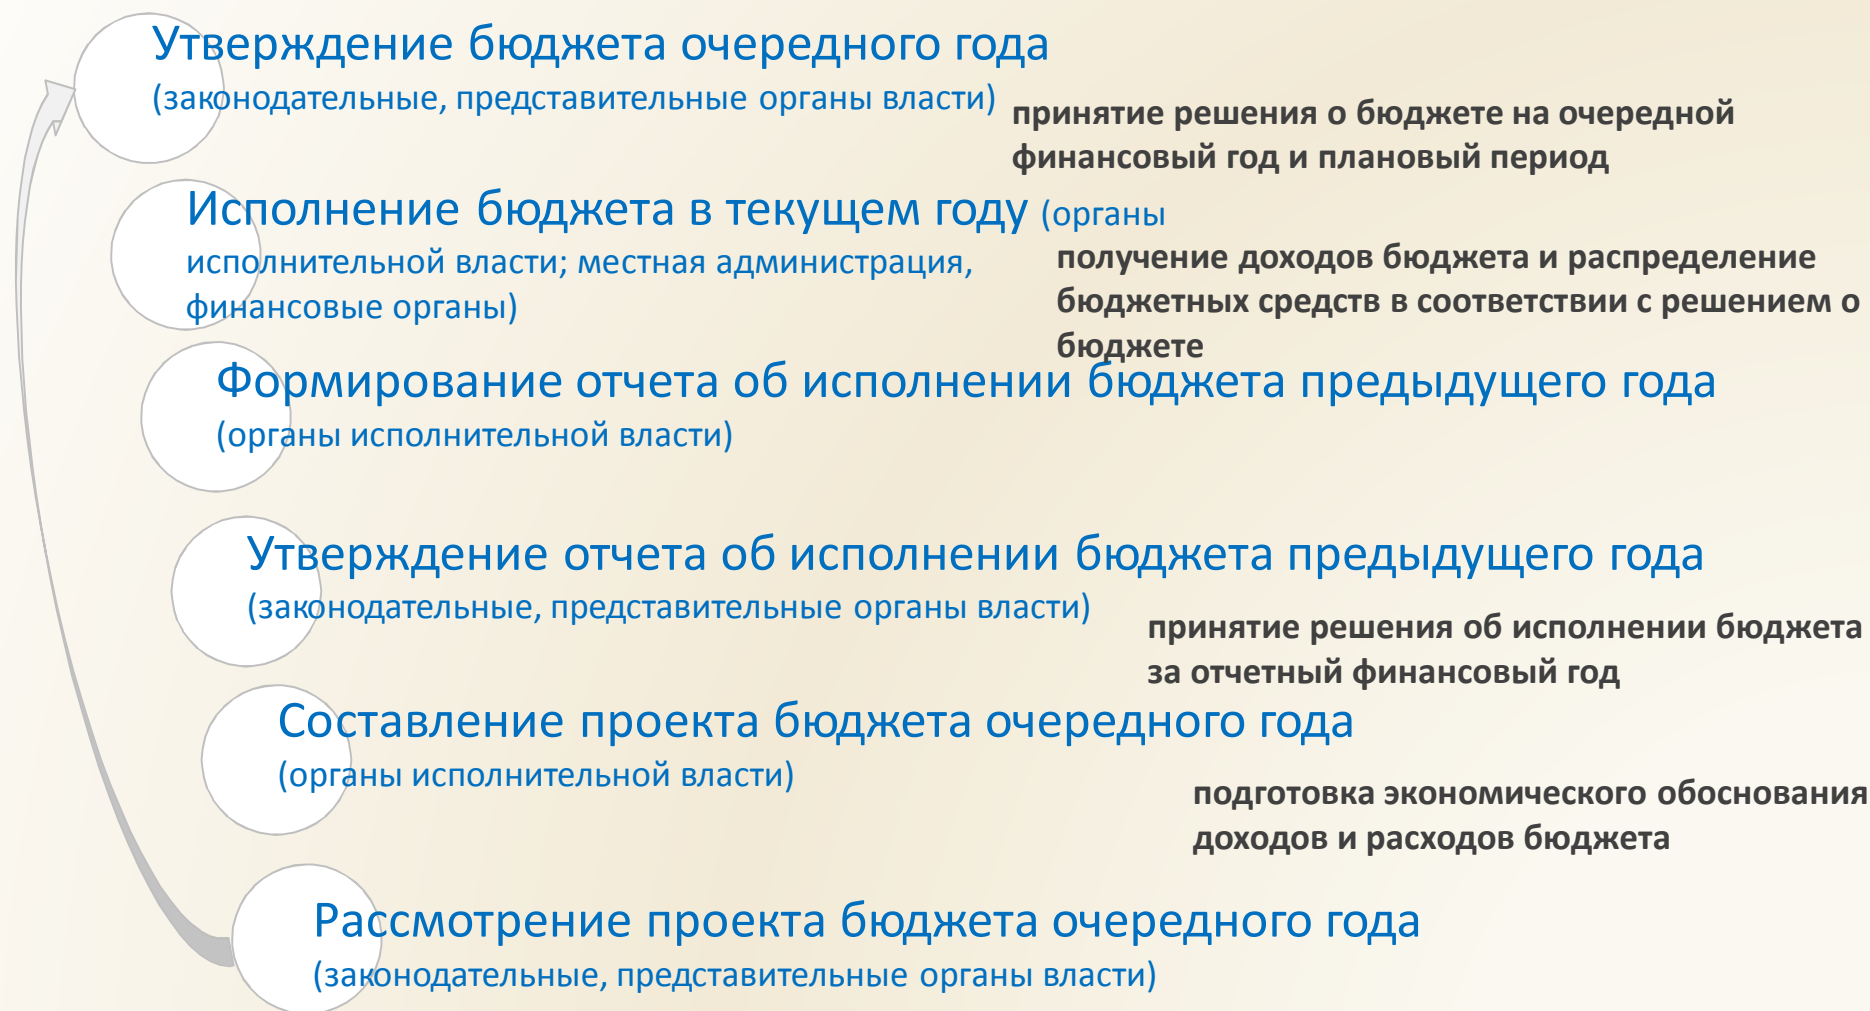 Утверждение бюджета очередного года
(законодательные, представительные органы власти)
принятие решения о бюджете на очередной
финансовый год и плановый период
Исполнение бюджета в текущем году (органы
исполнительной власти; местная администрация,
финансовые органы)
получение доходов бюджета и распределение
бюджетных средств в соответствии с решением о
бюджете
Формирование отчета об исполнении бюджета предыдущего года
(органы исполнительной власти)
Утверждение отчета об исполнении бюджета предыдущего года
(законодательные, представительные органы власти)
принятие решения об исполнении бюджета
за отчетный финансовый год
Составление проекта бюджета очередного года
(органы исполнительной власти)
подготовка экономического обоснования
доходов и расходов бюджета
Рассмотрение проекта бюджета очередного года
(законодательные, представительные органы власти)